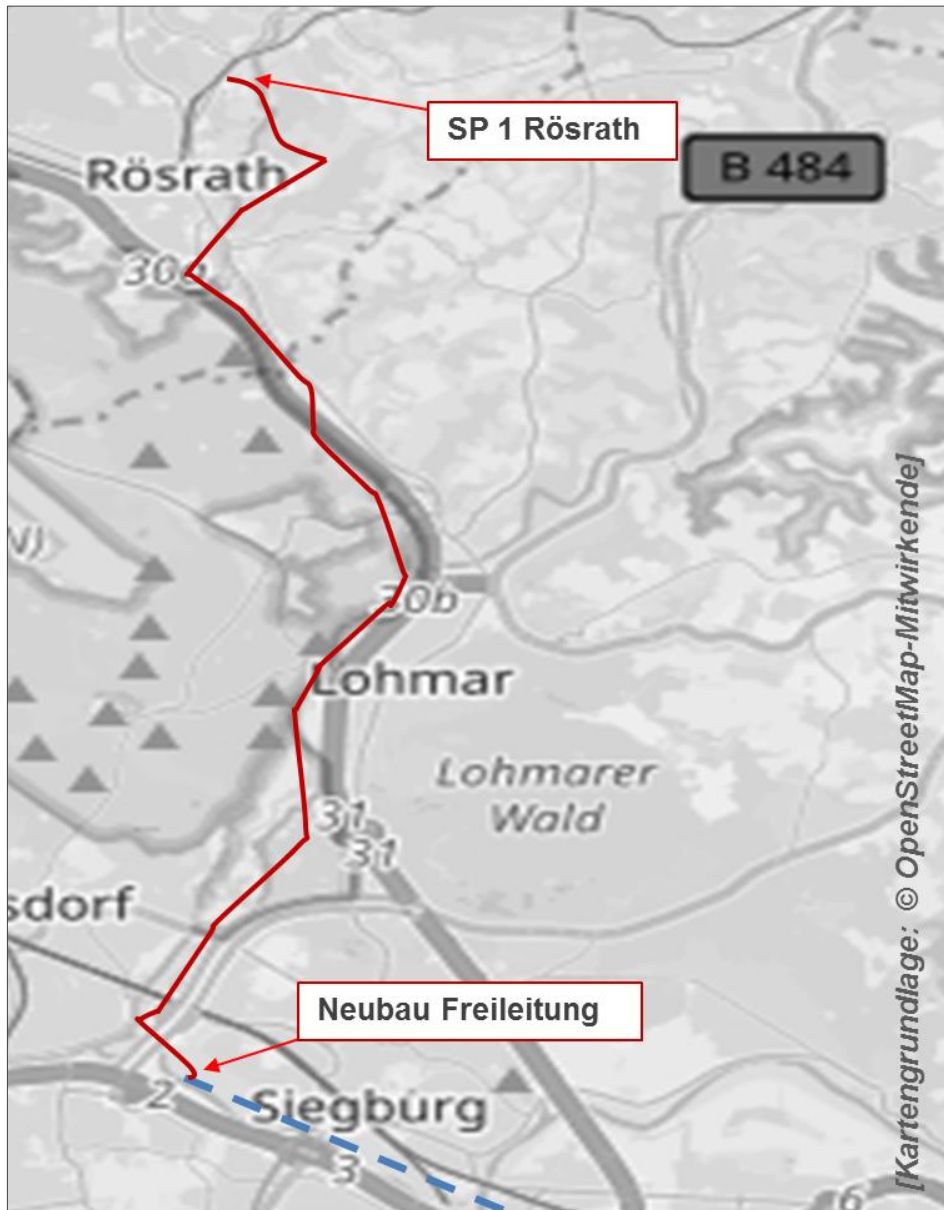 SP 1 Rösrath
B 484
Rösrath
30a
N)
30b
Lohmar
Lohmarer
Wald
31
31
sdorf
Neubau Freileitung
2
Siegburg
3
6
[Kartengrundlage: © OpenStreetMap-Mitwirkende]